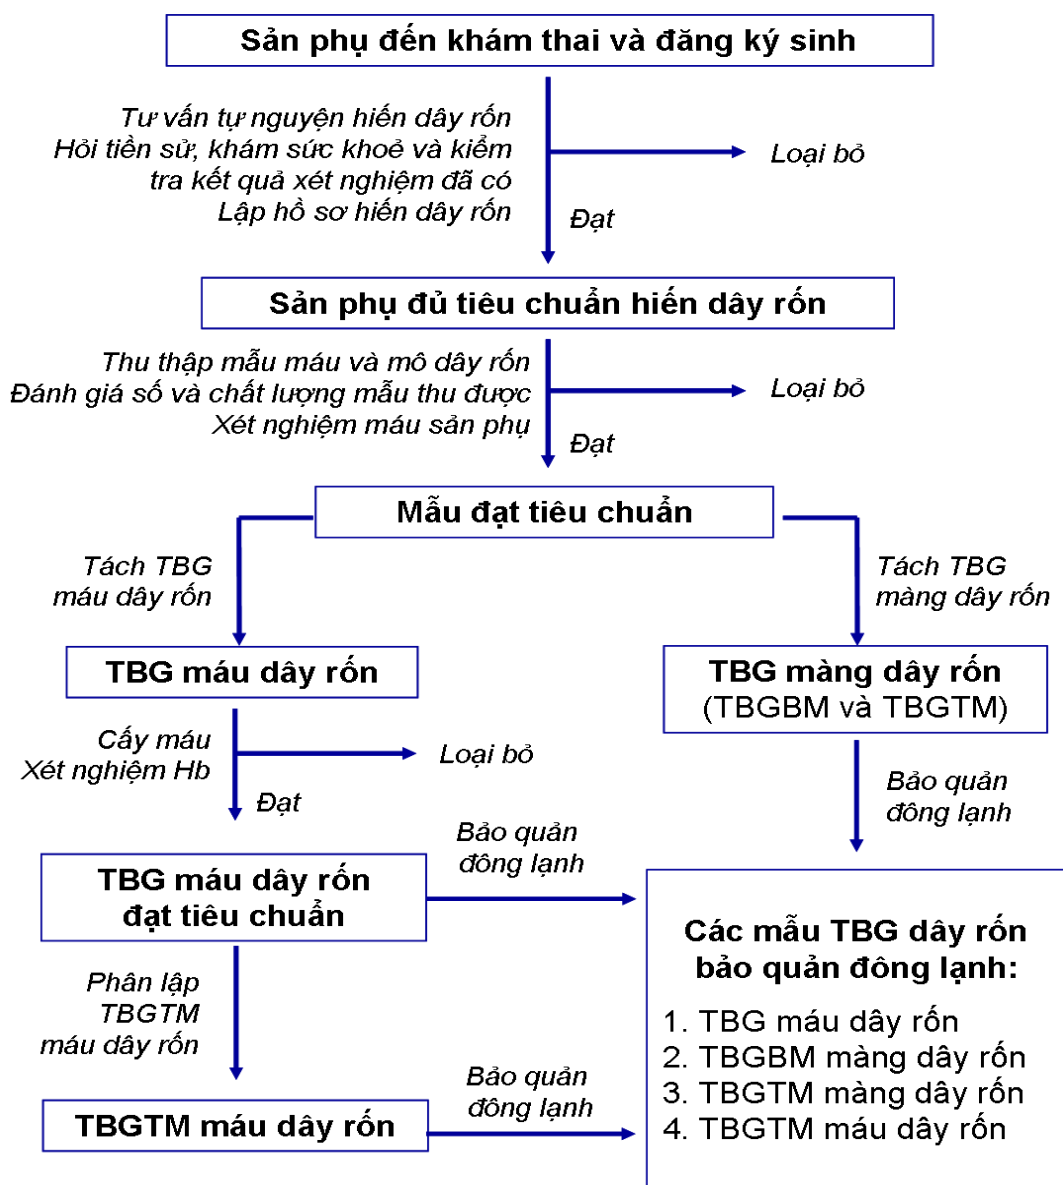 Sản phụ đến khám thai và đăng ký sinh
Tư vấn tự nguyện hiến dây rốn
Hỏi tiền sử, khám sức khoẻ và kiểm
tra kết quả xét nghiệm đã có
Lập hồ sơ hiến dây rốn
Loại bỏ
Đạt
Sản phụ đủ tiêu chuẩn hiến dây rốn
Thu thập mẫu máu và mô dây rốn
Đánh giá số và chất lượng mẫu thu được
Xét nghiệm máu sản phụ
Loại bỏ
Đạt
Mẫu đạt tiêu chuẩn
Tách TBG
máu dây rốn
Tách TBG
màng dây rốn
TBG máu dây rốn
TBG màng dây rốn
(TBGBM và TBGTM)
Cấy máu
Xét nghiệm Hb
Loại bỏ
Đạt
Bảo quản
đông lạnh
Bảo quản
đông lạnh
TBG máu dây rốn
đạt tiêu chuẩn
Phân lập
TBGTM
máu dây rốn
Bảo quản
đông lạnh
TBGTM máu dây rốn
Các mẫu TBG dây rốn
bảo quản đông lạnh:
1. TBG máu dây rốn
2. TBGBM màng dây rốn
3. TBGTM màng dây rốn
4. TBGTM máu dây rốn